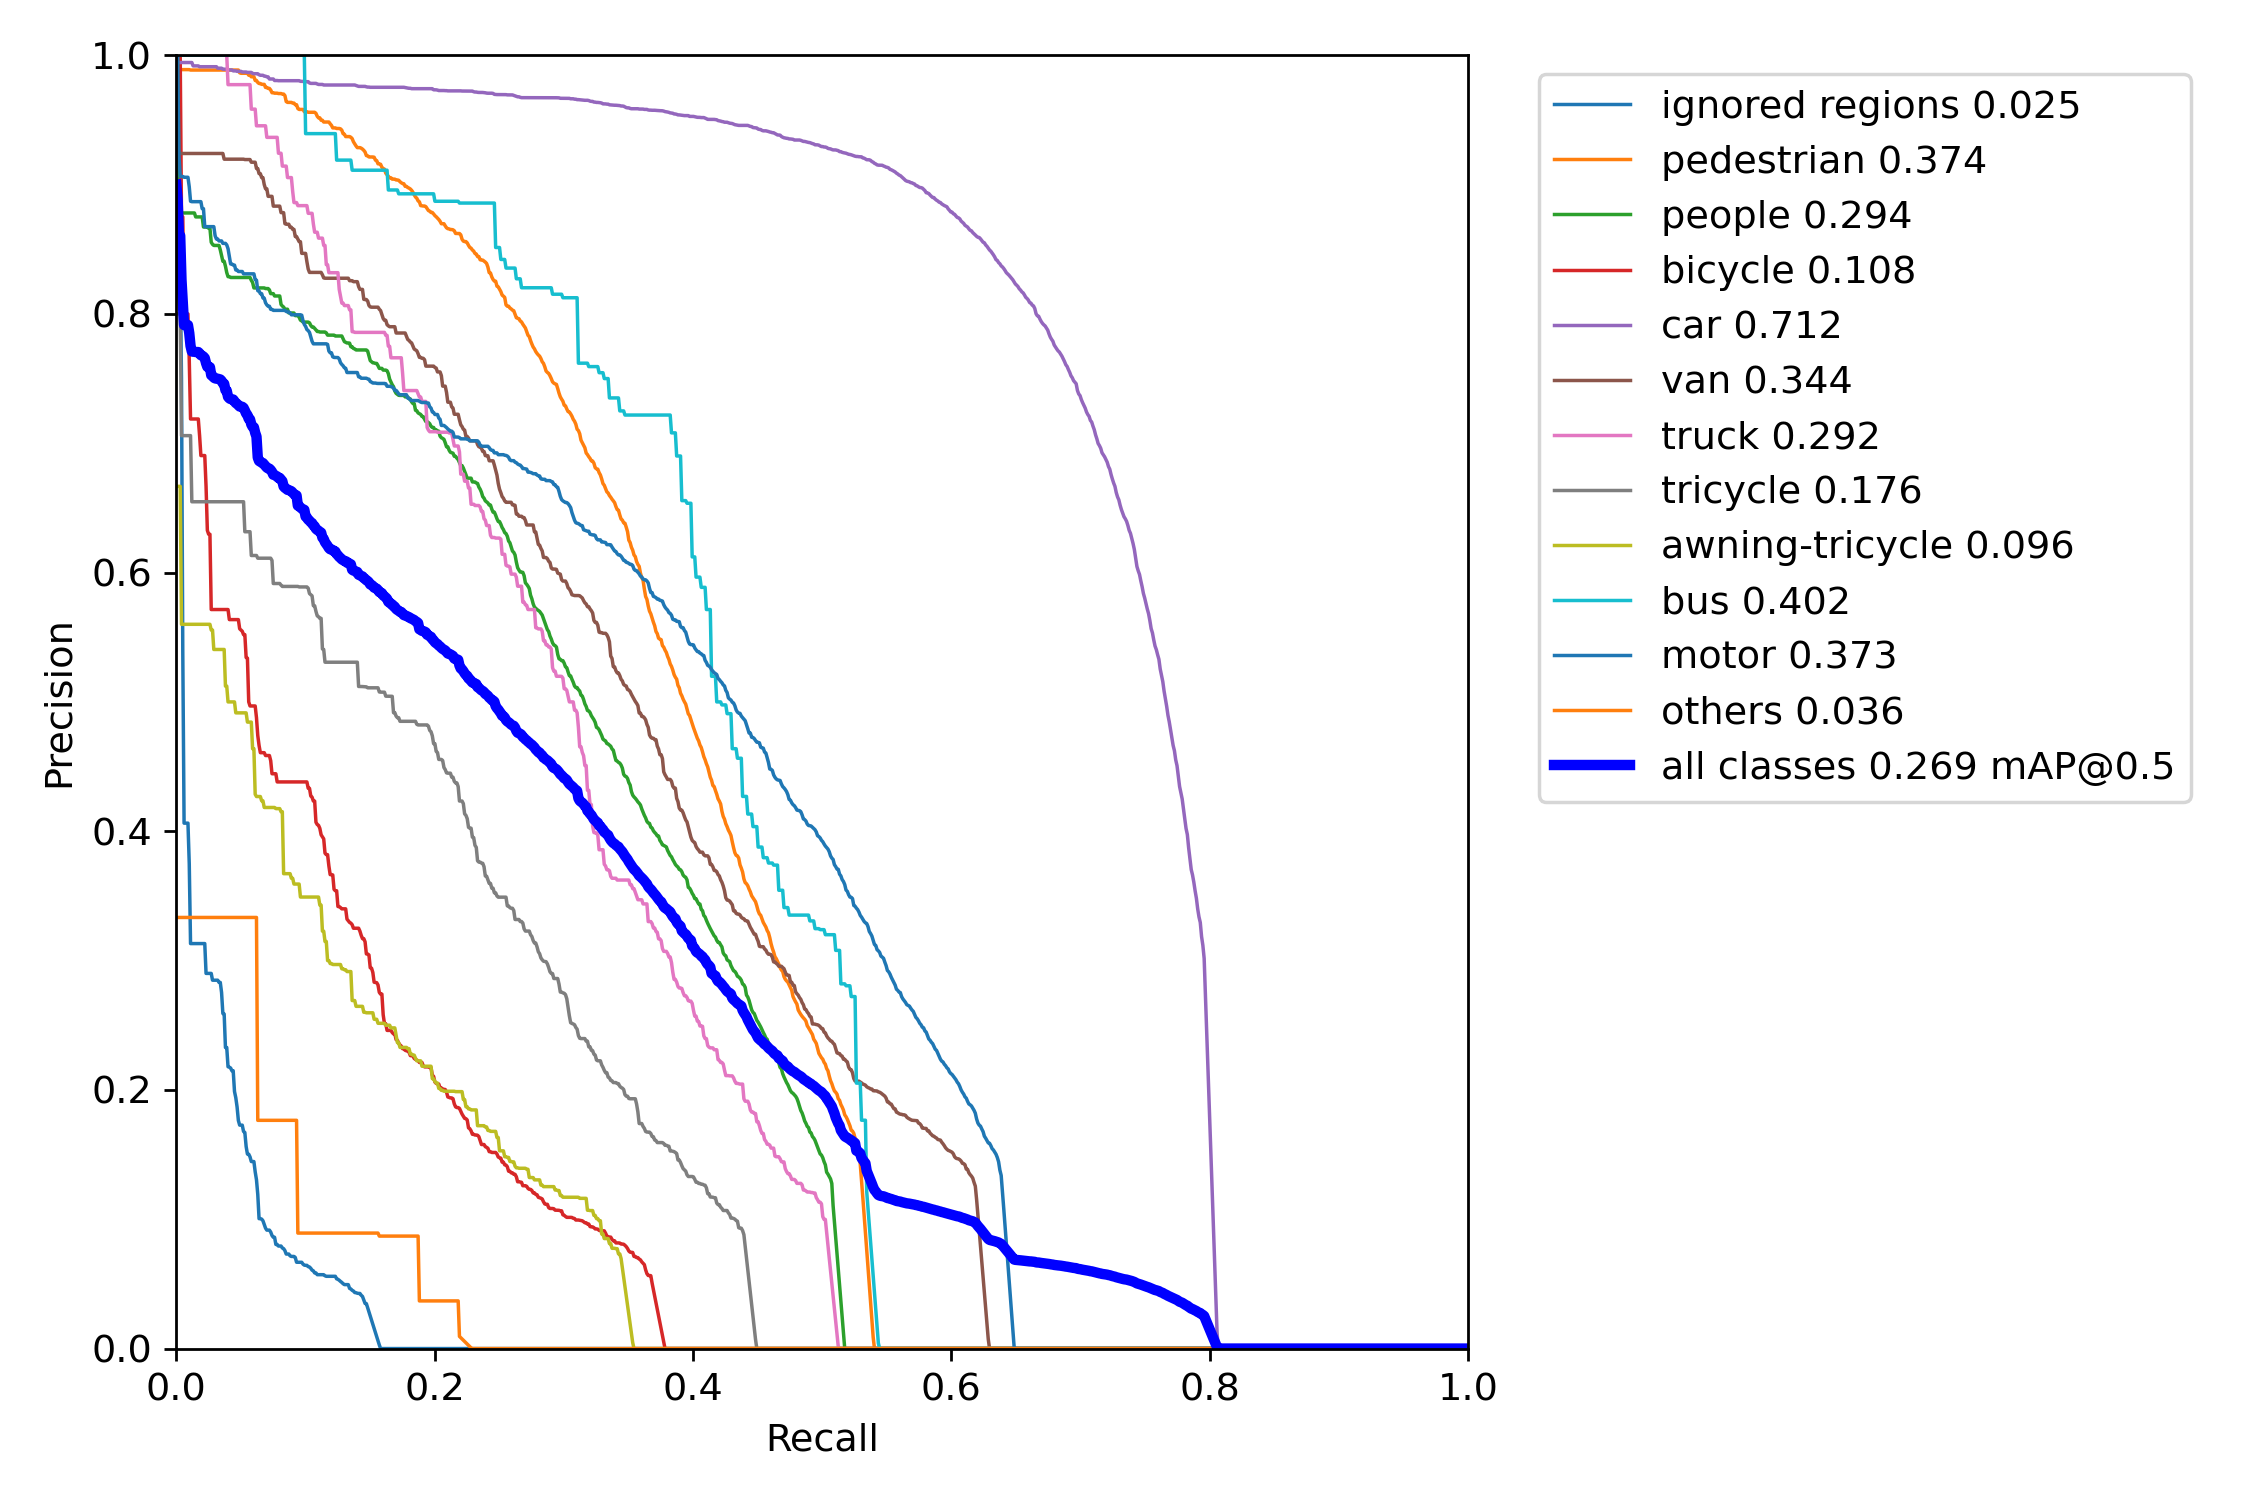 1.0
0.8
0.6
0.4
0.2
0.0
Precision
0.0 0.2 0.4 0.6 0.8 1.0
Recall
ignored regions 0.025
pedestrian 0.374
people 0.294
bicycle 0.108
car 0.712
van 0.344
truck 0.292
tricycle 0.176
awning-tricycle 0.096
bus 0.402
motor 0.373
others 0.036
all classes 0.269 mAP@0.5